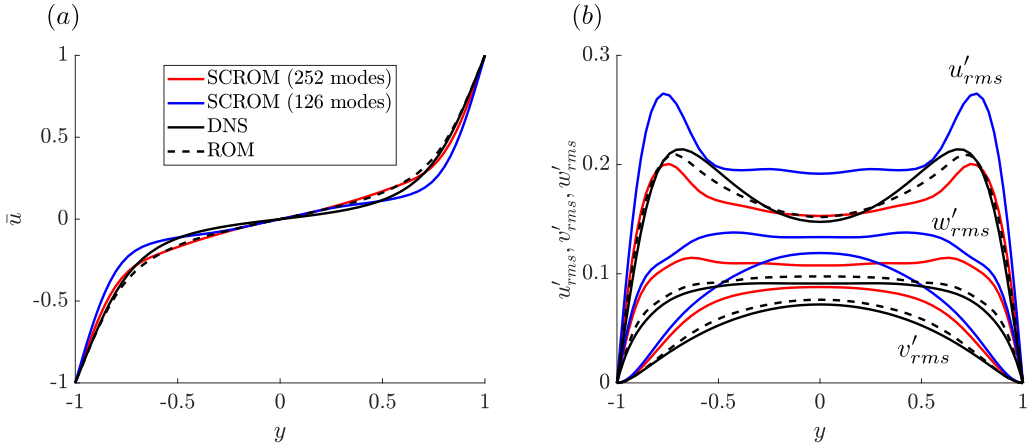 (a)
(b)
1
0.5
0
-0.5
-1
ū
SCROM (252 modes)
SCROM (126 modes)
DNS
ROM
-1
-0.5
0
0.5
1
y
0.3
0.2
0.1
0
u′rms, v′rms, w′rms
u′rms
w′rms
v′rms
-1
-0.5
0
0.5
1
y